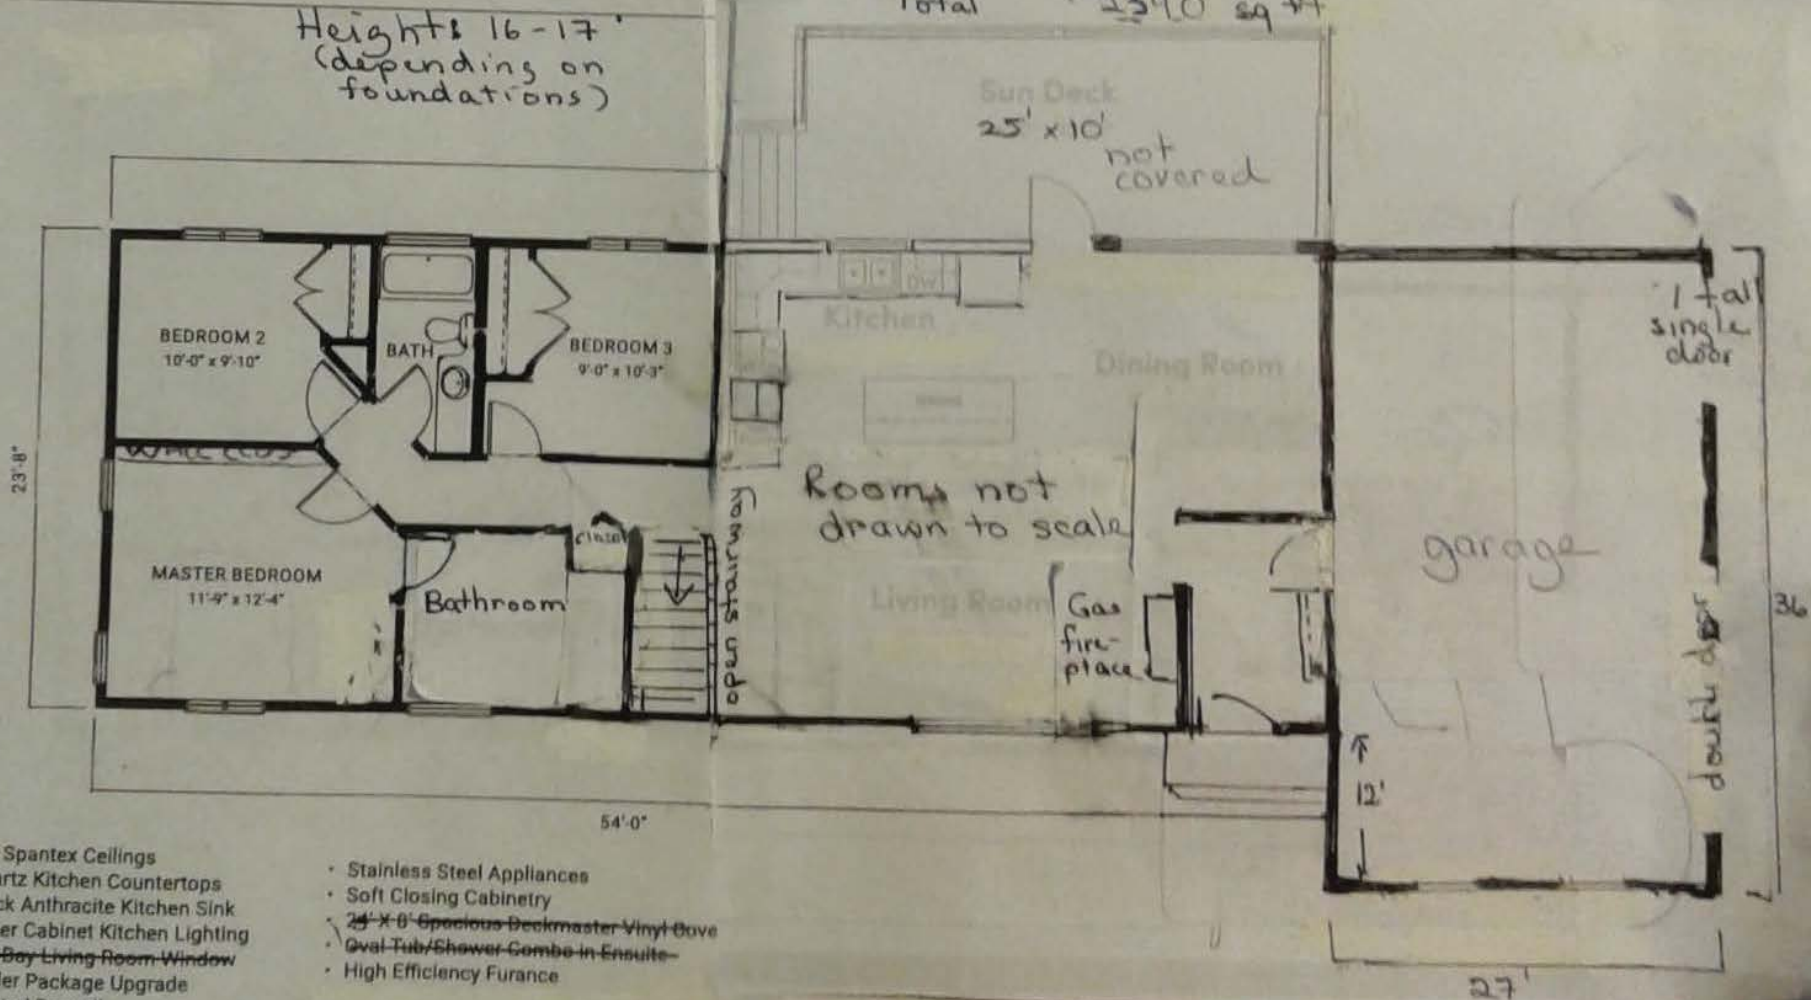 Total 2340 sq ft
Heights 16-17'
(depending on
foundations)
Sun Deck
25' x 10'
not
covered
BEDROOM 2
10'-0" x 9'-10"
BATH
BEDROOM 3
9'-0" x 10'-3"
DW
Kitchen
Dining Room
1 tall
single
door
23'-8"
Rooms not
drawn to scale
open stairway
closet
MASTER BEDROOM
11'-9" x 12'-4"
Bathroom
Living Room
Gas
fire-
place
garage
double door
36
12'
54'-0"
27'
Spantex Ceilings
rtz Kitchen Countertops
ck Anthracite Kitchen Sink
er Cabinet Kitchen Lighting
Bay Living Room Window
er Package Upgrade
· Stainless Steel Appliances
· Soft Closing Cabinetry
· 24' X 8' Spacious Deckmaster Vinyl Cove
· Oval Tub/Shower Combo in Ensuite
· High Efficiency Furance